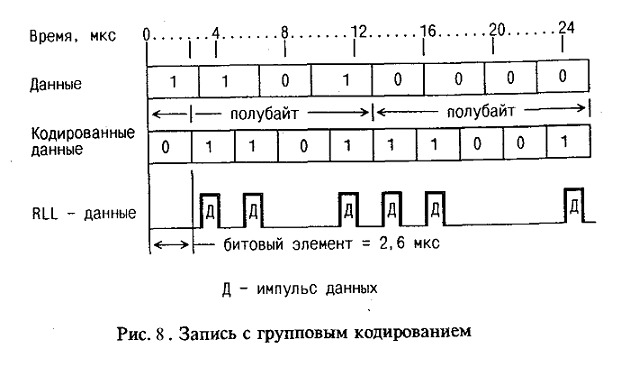 Время, мкс 0.......4.......8.......12.......16.......20.......24
Данные 1 1 0 1 0 0 0 0
полубайт полубайт
Кодированные
данные 0 1 1 0 1 1 1 0 0 1
RLL – данные Д Д Д Д Д Д
битовый элемент = 2,6 мкс
Д – импульс данных
Рис. 8. Запись с групповым кодированием